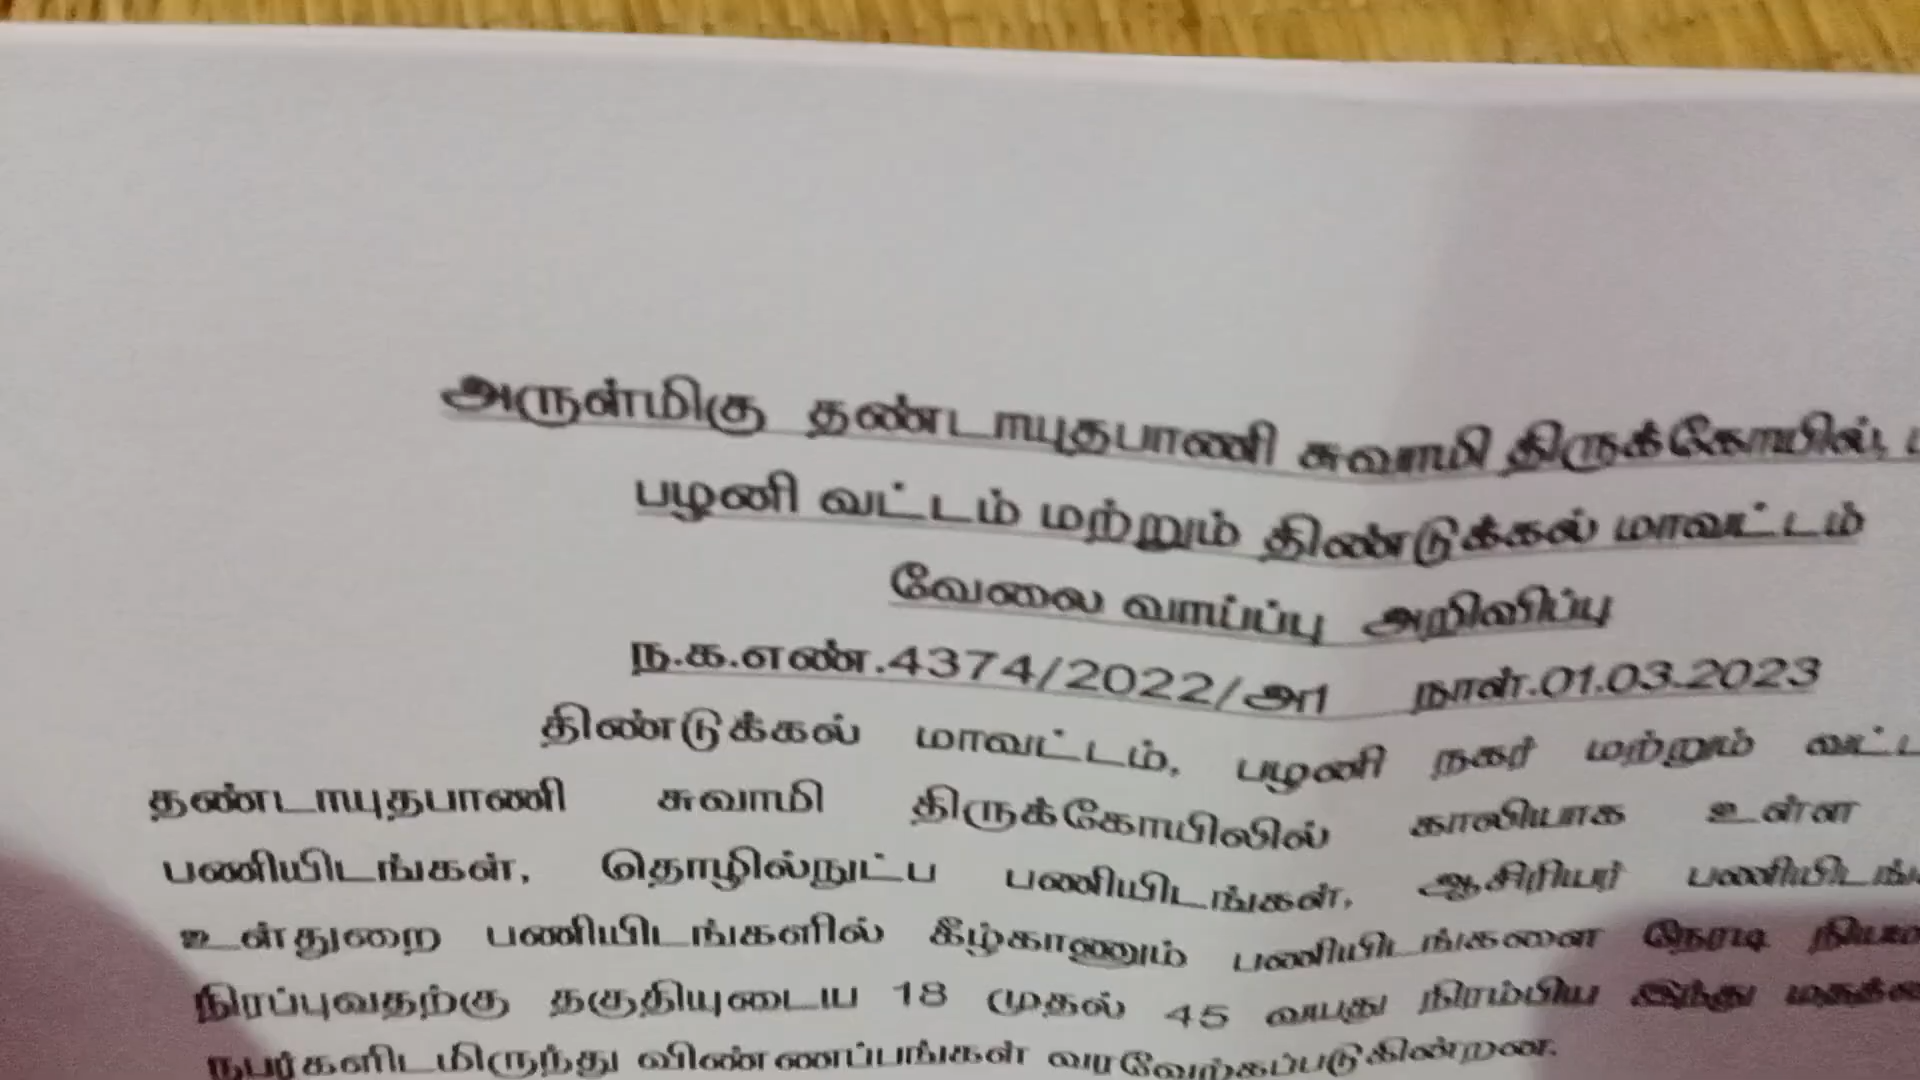 அருள்மிகு தண்டாயுதபாணி சுவாமி திருக்கோயில்,
பழனி வட்டம் மற்றும் திண்டுக்கல் மாவட்டம்
வேலை வாய்ப்பு அறிவிப்பு
ந.க.எண்.4374/2022/அ1 நாள்.01.03.2023
திண்டுக்கல் மாவட்டம், பழனி நகர் மற்றும்
தண்டாயுதபாணி சுவாமி திருக்கோயிலில் காலியாக உள்ள
பணியிடங்கள், தொழில்நுட்ப பணியிடங்கள், ஆசிரியர்
உள்துறை பணியிடங்களில் கீழ்காணும் பணியிடங்களை நேரடி
நிரப்புவதற்கு தகுதியுடைய 18 முதல் 45 வயது நிரம்பிய இந்து
நபர்களிடமிருந்து விண்ணப்பங்கள் வரவேற்கப்படுகின்றன.